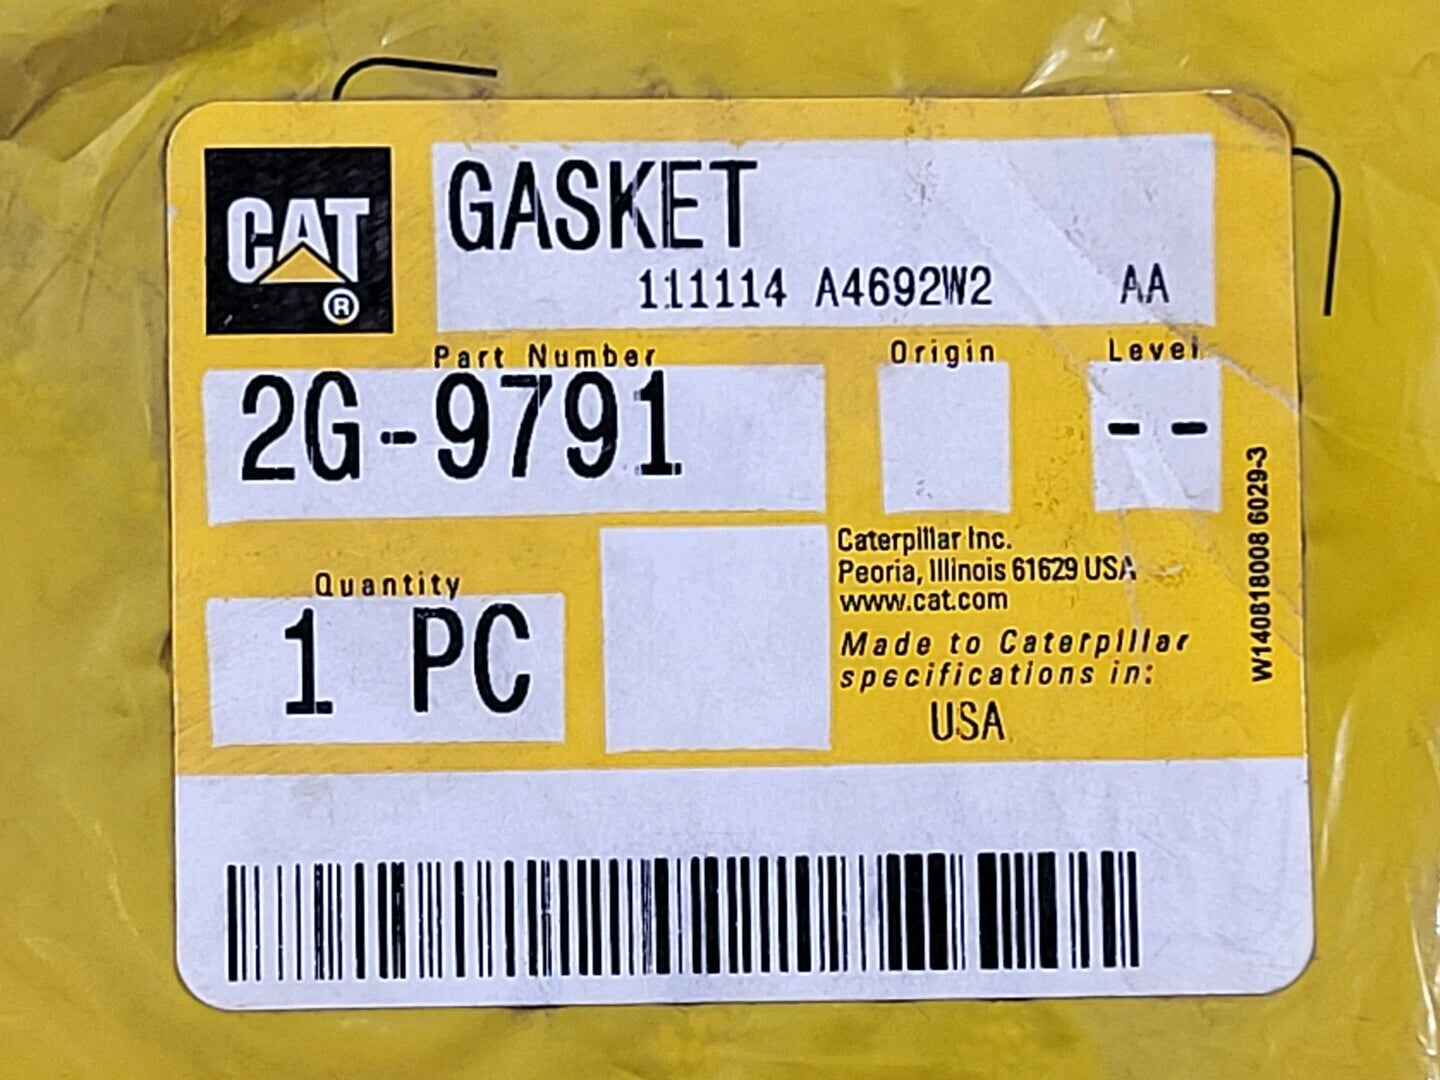 CAT
®
GASKET
111114 A4692W2 AA
Part Number
Origin
Level
2G-9791
--
Quantity
1 PC
Caterpillar Inc.
Peoria, Illinois 61629 USA
www.cat.com
Made to Caterpillar
specifications in:
USA
W140818008 6029-3